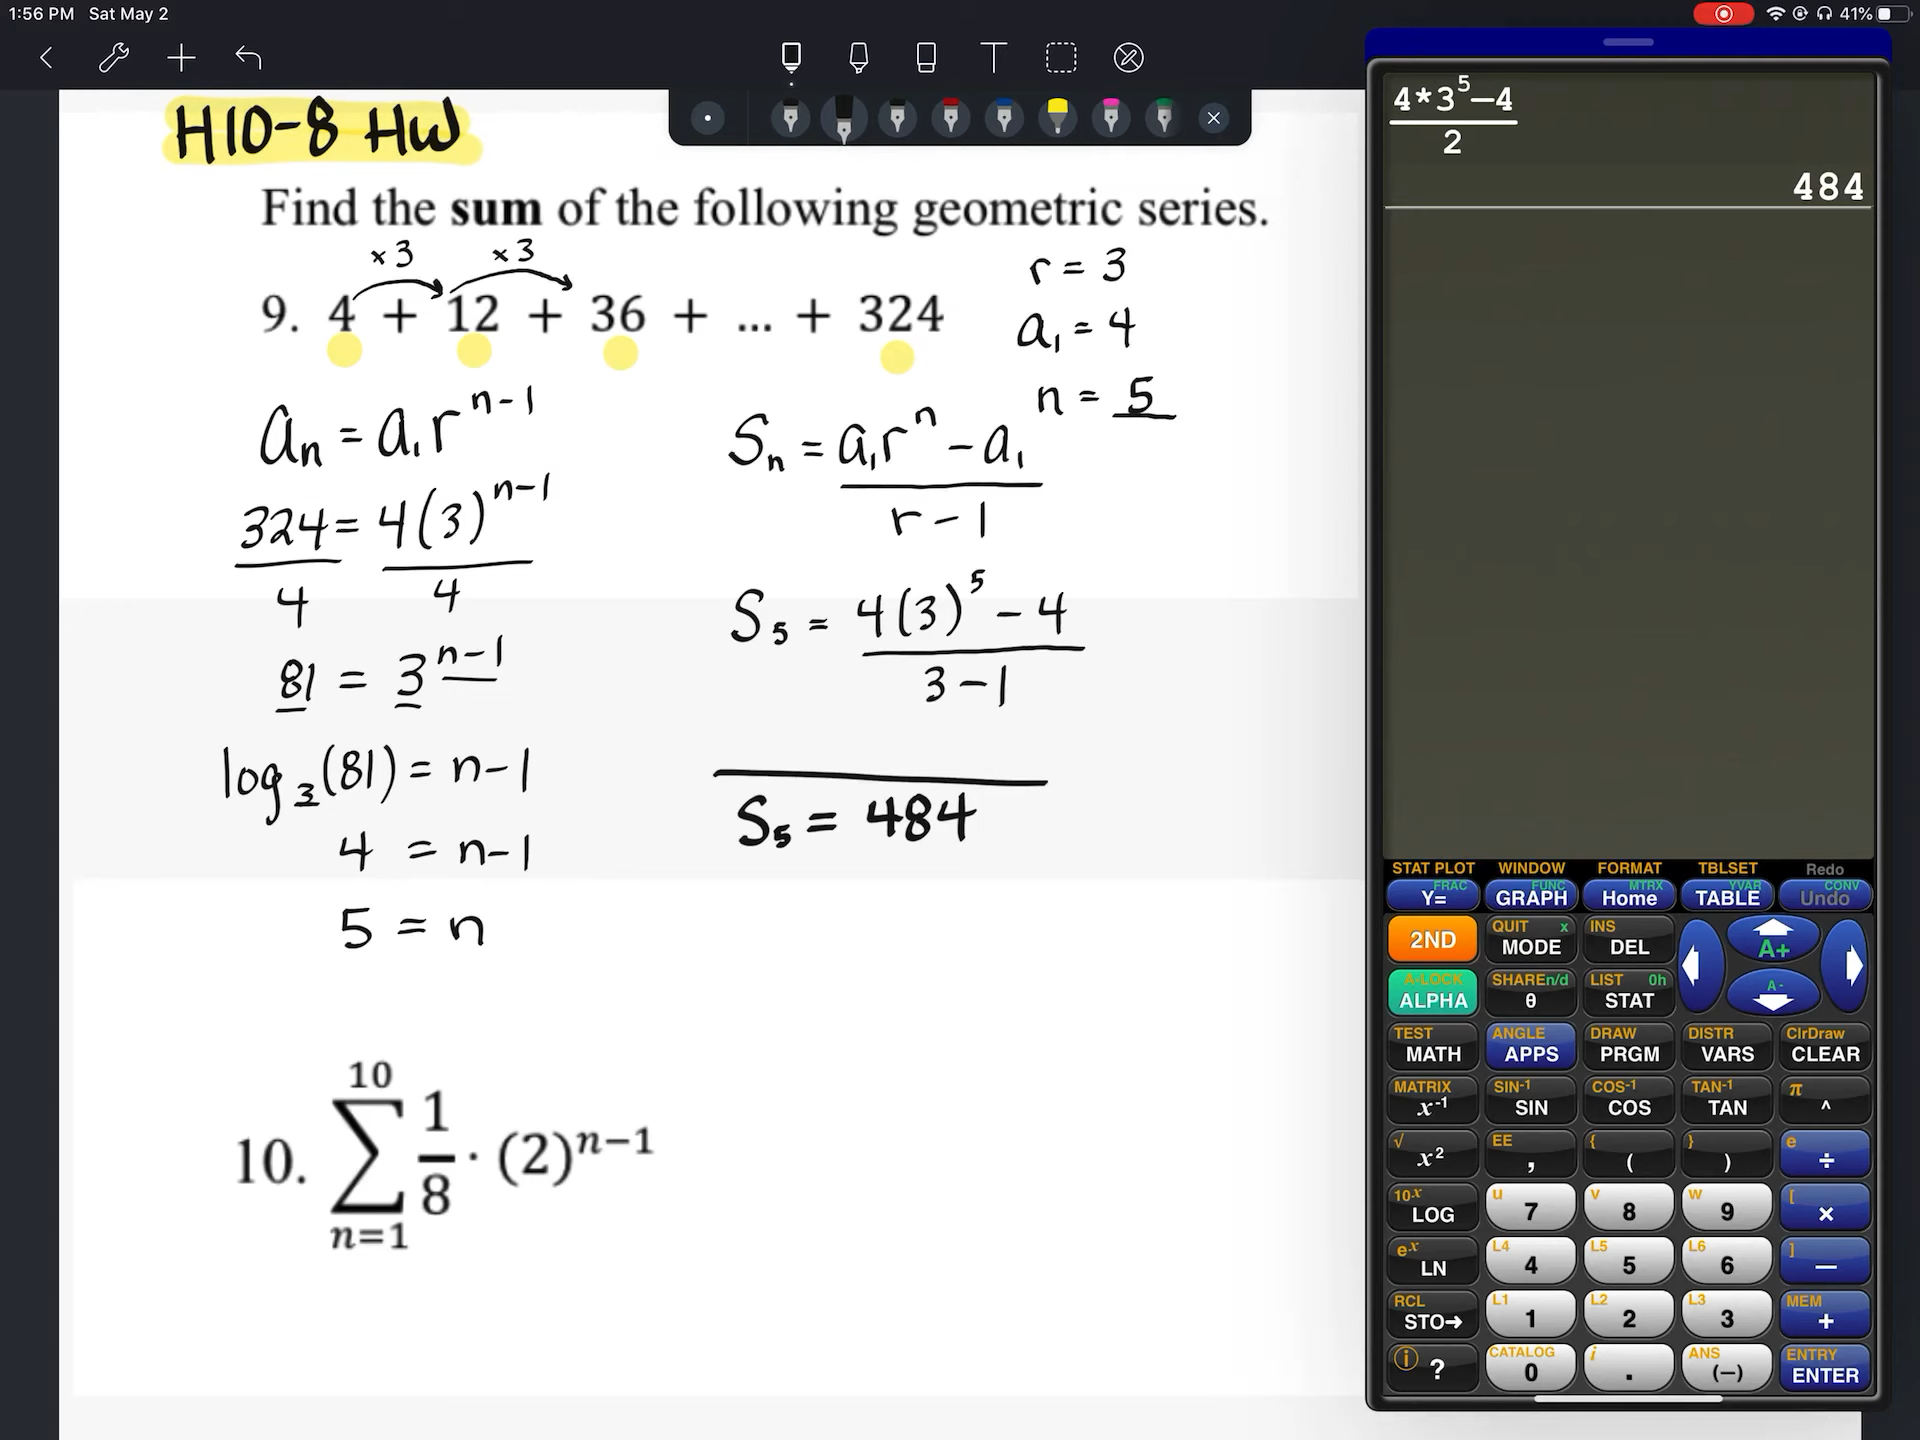 1:56 PM Sat May 2
41%
H10-8 HW
Find the sum of the following geometric series.
×3 ×3
9. 4 + 12 + 36 + ... + 324
r = 3
a₁ = 4
n = 5
aₙ = a₁r^(n-1)
324 = 4(3)^(n-1)
4 4
81 = 3^(n-1)
log₃(81) = n-1
4 = n-1
5 = n
Sₙ = (a₁rⁿ - a₁)/(r - 1)
S₅ = (4(3)⁵ - 4)/(3 - 1)
S₅ = 484
10. ∑_{n=1}^{10} 1/8 · (2)^(n-1)
(4*3⁵-4)/2
484
STAT PLOT WINDOW FORMAT TBLSET Redo
FRAC FUNC MTRX YVAR CONV
Y= GRAPH Home TABLE Undo
QUIT x INS
2ND MODE DEL A+
A-LOCK SHARE n/d LIST 0h A-
ALPHA θ STAT
TEST ANGLE DRAW DISTR ClrDraw
MATH APPS PRGM VARS CLEAR
MATRIX SIN-1 COS-1 TAN-1 π
x-1 SIN COS TAN ^
√ EE { } e
x² , ( ) ÷
10x u v w [
LOG 7 8 9 ×
ex L4 L5 L6 ]
LN 4 5 6 −
RCL L1 L2 L3 MEM
STO→ 1 2 3 +
i CATALOG i ANS ENTRY
? 0 . (−) ENTER